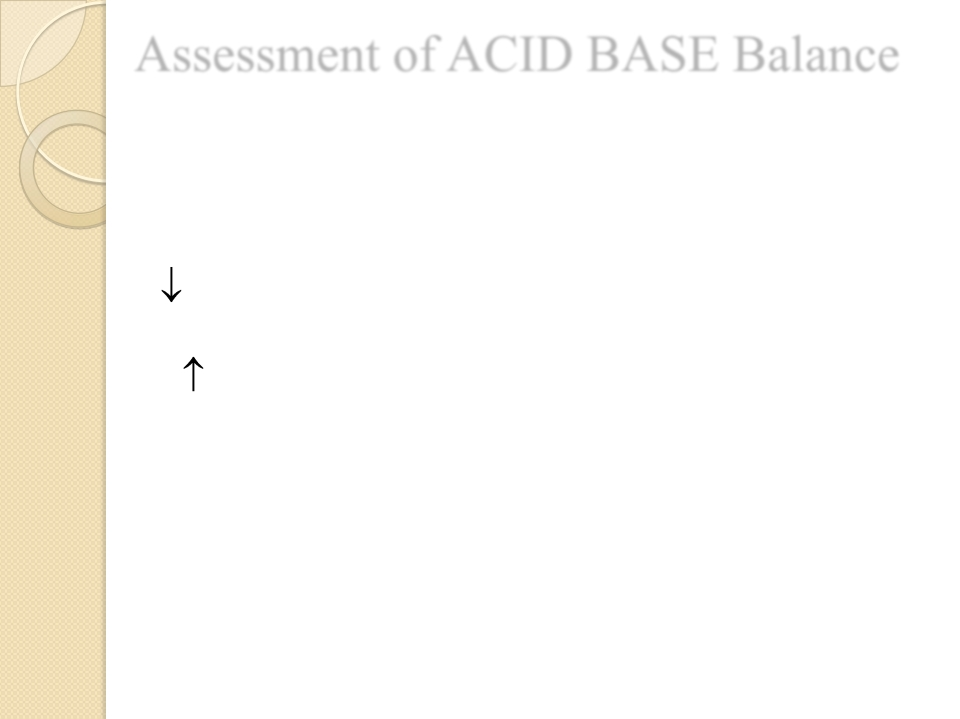 Assessment of ACID BASE Balance
↓
↑